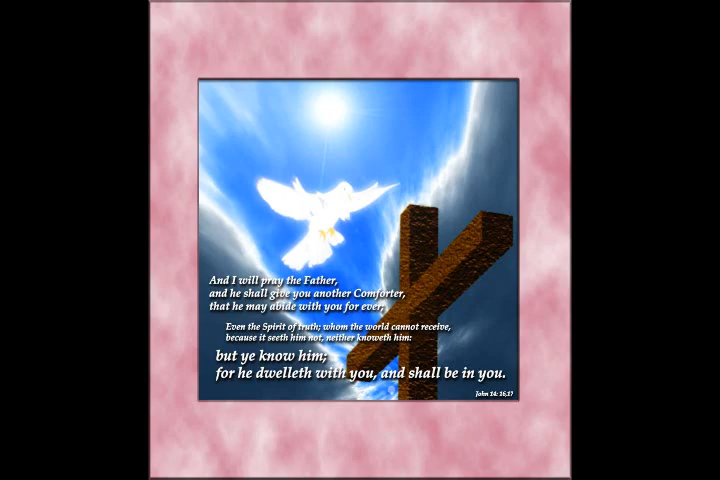 And I will pray the Father,
and he shall give you another Comforter,
that he may abide with you for ever;
Even the Spirit of truth; whom the world cannot receive,
because it seeth him not, neither knoweth him:
but ye know him;
for he dwelleth with you, and shall be in you.
John 14: 16,17